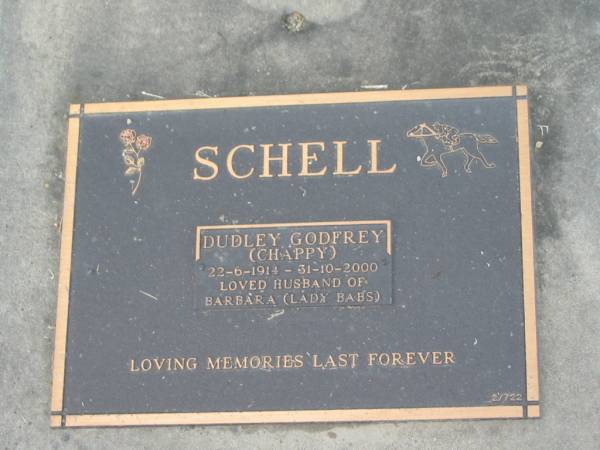 SCHELL
DUDLEY GODFREY
(CHAPPY)
22-6-1914 - 31-10-2000
LOVED HUSBAND OF
BARBARA (LADY BABS)
LOVING MEMORIES LAST FOREVER
2/722